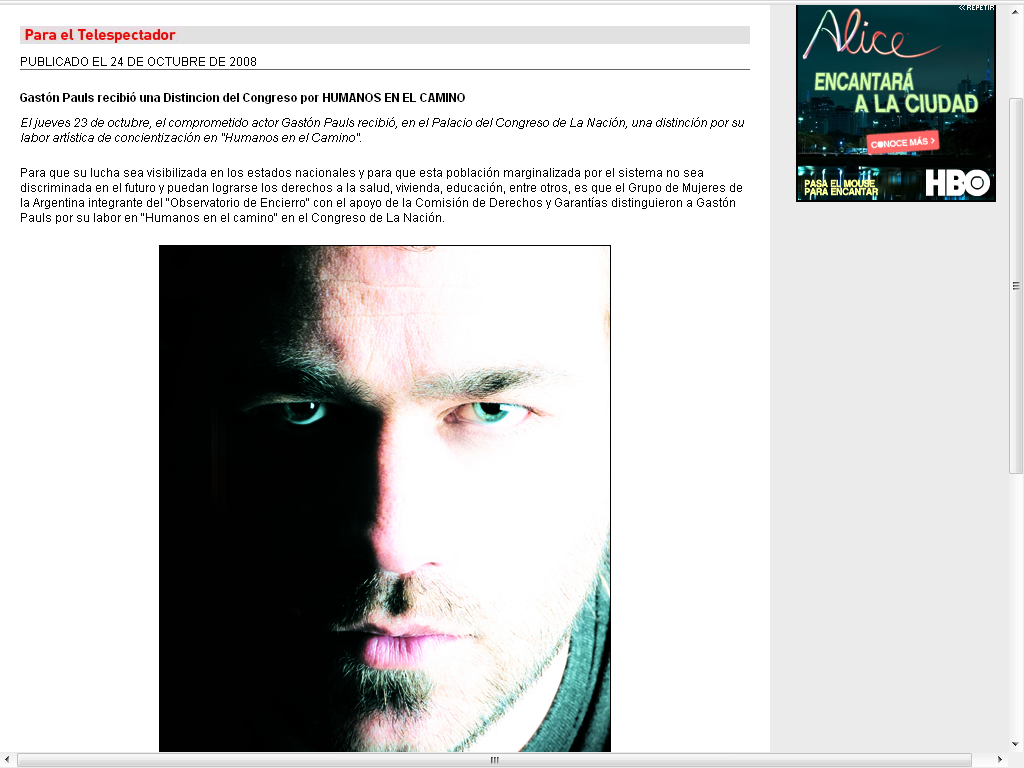 Para el Telespectador
PUBLICADO EL 24 DE OCTUBRE DE 2008
Gastón Pauls recibió una Distincion del Congreso por HUMANOS EN EL CAMINO
El jueves 23 de octubre, el comprometido actor Gastón Pauls recibió, en el Palacio del Congreso de La Nación, una distinción por su
labor artística de concientización en "Humanos en el Camino".
Para que su lucha sea visibilizada en los estados nacionales y para que esta población marginalizada por el sistema no sea
discriminada en el futuro y puedan lograrse los derechos a la salud, vivienda, educación, entre otros, es que el Grupo de Mujeres de
la Argentina integrante del "Observatorio de Encierro" con el apoyo de la Comisión de Derechos y Garantías distinguieron a Gastón
Pauls por su labor en "Humanos en el camino" en el Congreso de La Nación.
« REPETIR
Alice
ENCANTARÁ
A LA CIUDAD
CONOCE MÁS >
PASA EL MOUSE
PARA ENCANTAR
HBO